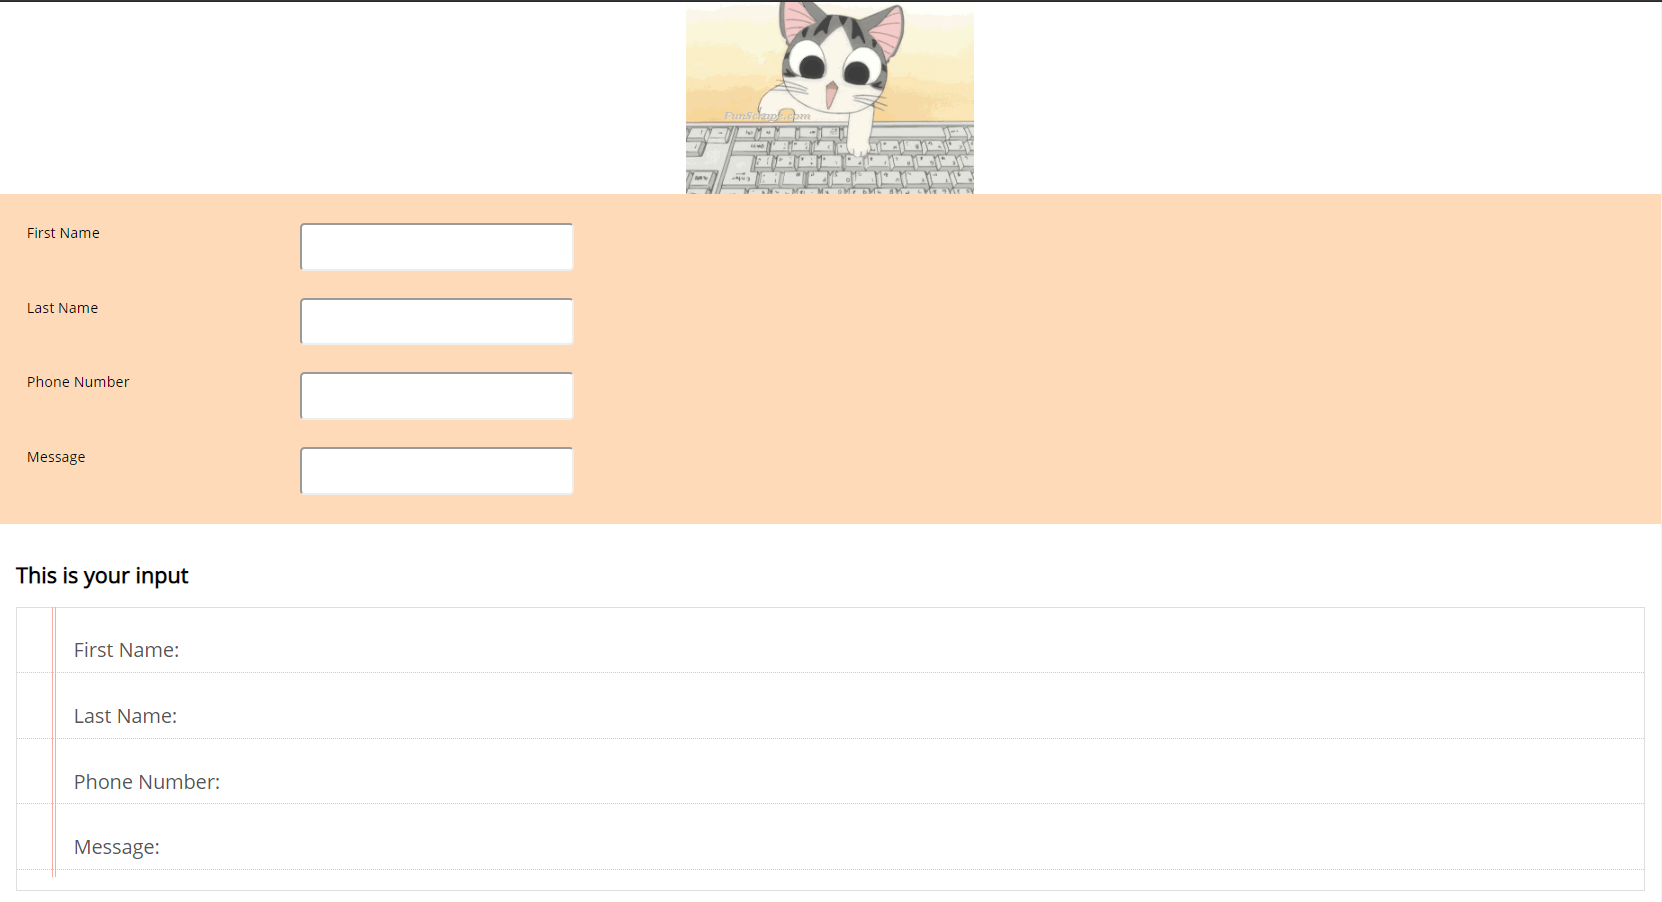 FunScrape.com
First Name
Last Name
Phone Number
Message
This is your input
First Name:
Last Name:
Phone Number:
Message: